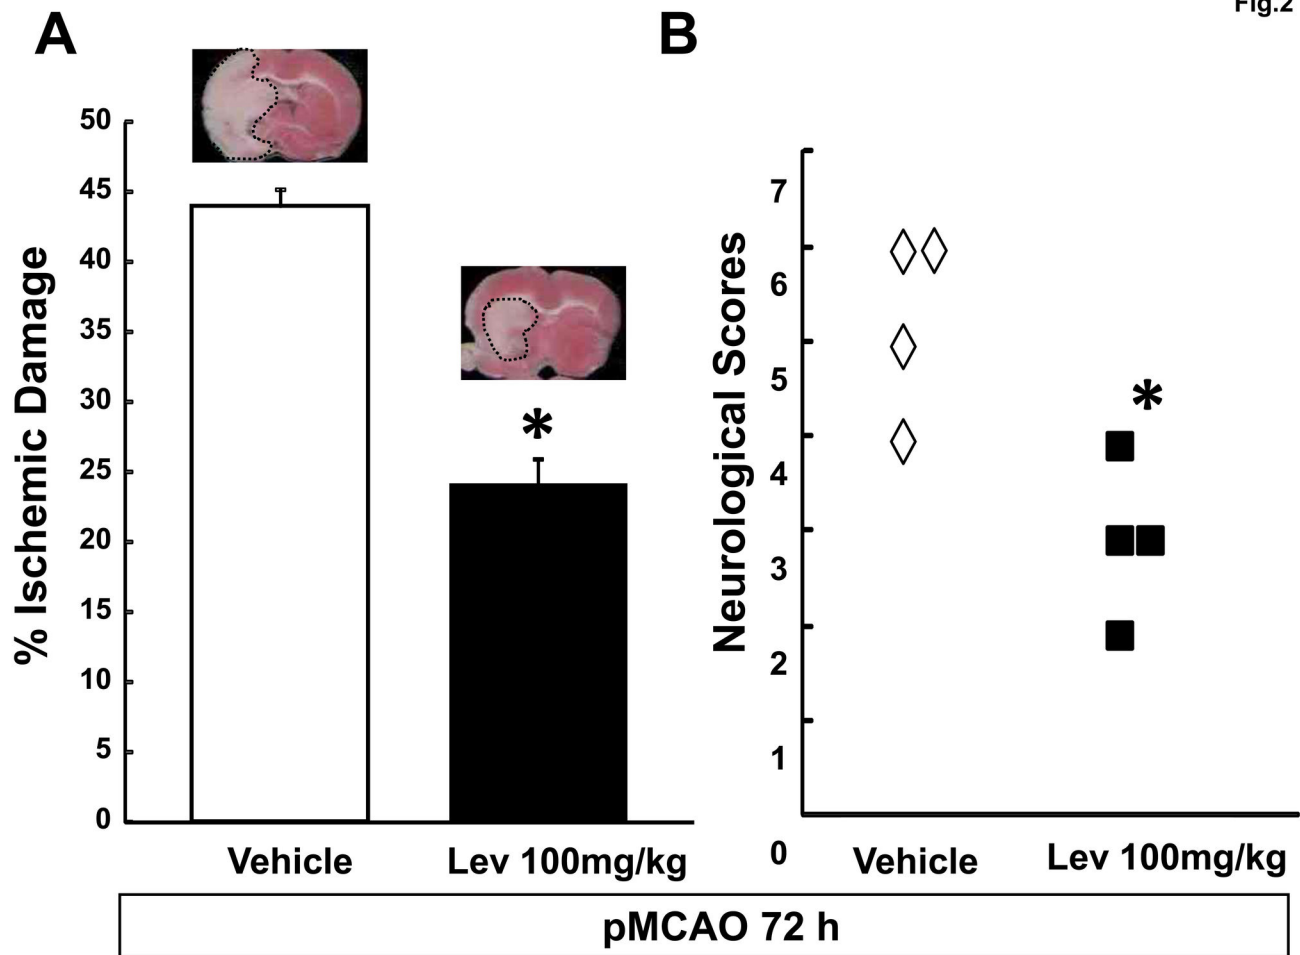 Fig.2
A
B
50
45
40
35
30
25
20
15
10
5
0
% Ischemic Damage
*
Vehicle
Lev 100mg/kg
7
6
5
4
3
2
1
0
Neurological Scores
*
Vehicle
Lev 100mg/kg
pMCAO 72 h